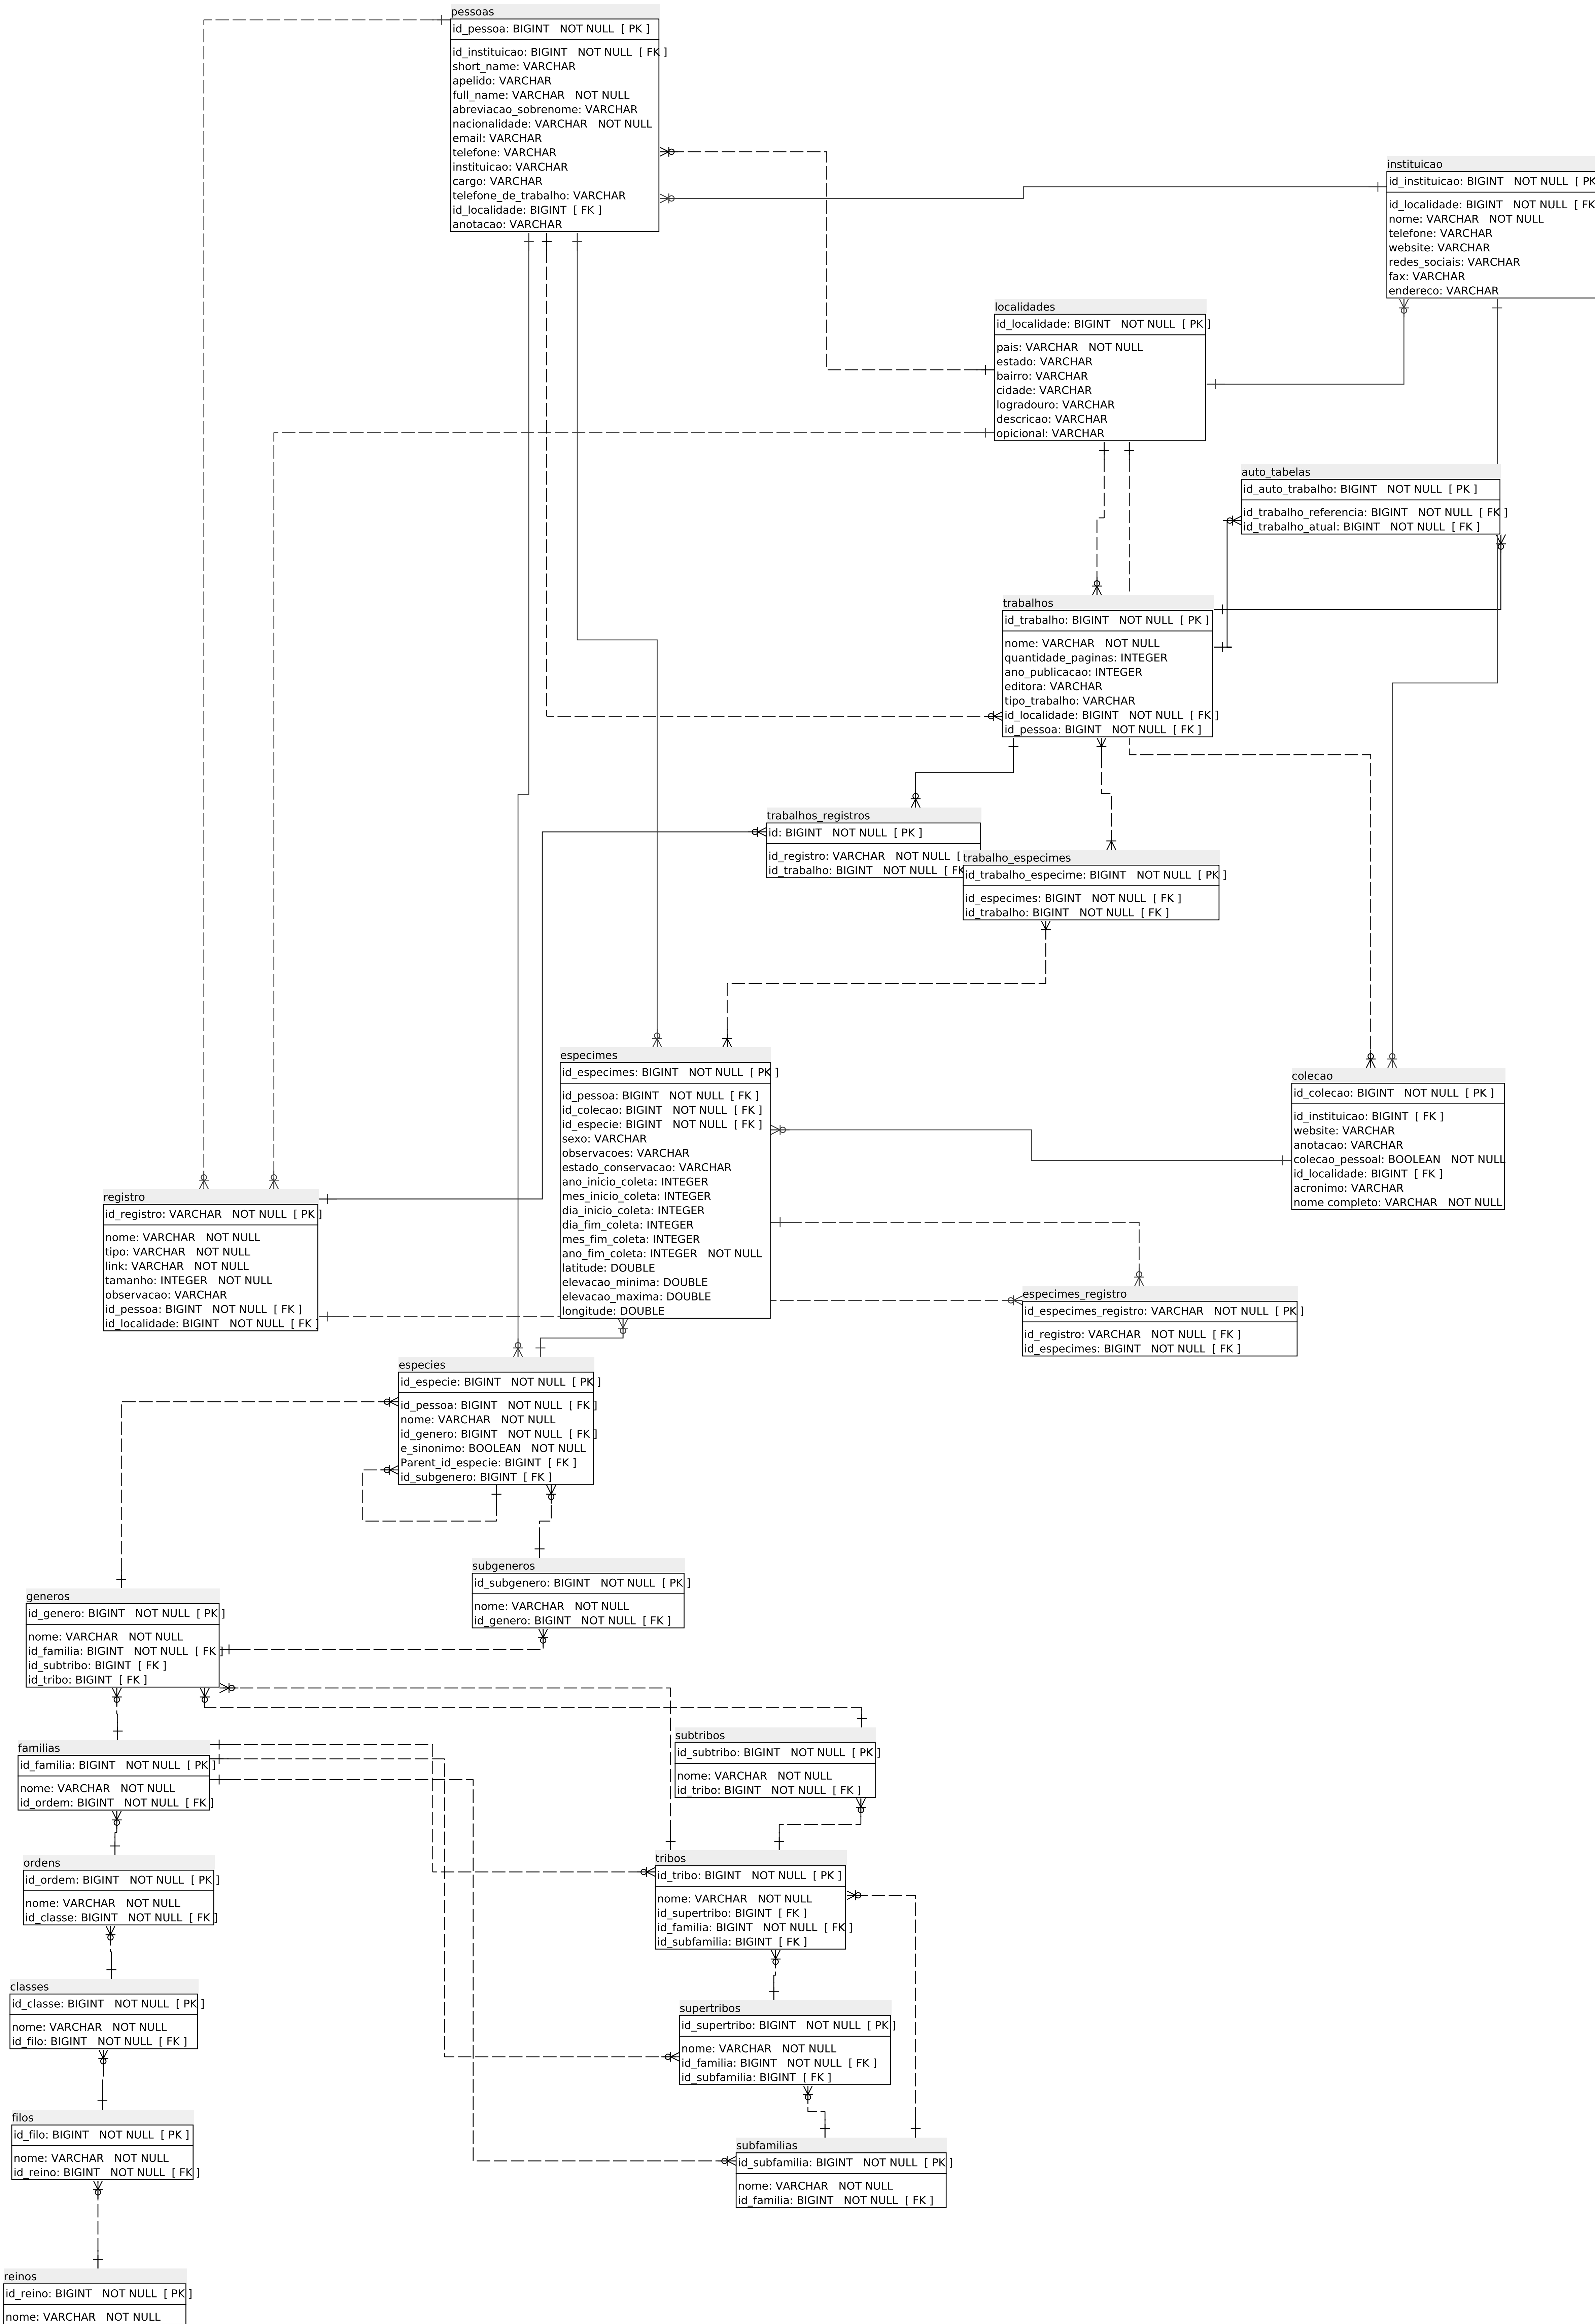 pessoas
id_pessoa: BIGINT   NOT NULL  [ PK ]
id_instituicao: BIGINT   NOT NULL  [ FK ]
short_name: VARCHAR
apelido: VARCHAR
full_name: VARCHAR   NOT NULL
abreviacao_sobrenome: VARCHAR
nacionalidade: VARCHAR   NOT NULL
email: VARCHAR
telefone: VARCHAR
instituicao: VARCHAR
cargo: VARCHAR
telefone_de_trabalho: VARCHAR
id_localidade: BIGINT  [ FK ]
anotacao: VARCHAR
instituicao
id_instituicao: BIGINT   NOT NULL  [ PK
id_localidade: BIGINT   NOT NULL  [ FK
nome: VARCHAR   NOT NULL
telefone: VARCHAR
website: VARCHAR
redes_sociais: VARCHAR
fax: VARCHAR
endereco: VARCHAR
localidades
id_localidade: BIGINT   NOT NULL  [ PK ]
pais: VARCHAR   NOT NULL
estado: VARCHAR
bairro: VARCHAR
cidade: VARCHAR
logradouro: VARCHAR
descricao: VARCHAR
opicional: VARCHAR
auto_tabelas
id_auto_trabalho: BIGINT   NOT NULL  [ PK ]
id_trabalho_referencia: BIGINT   NOT NULL  [ FK ]
id_trabalho_atual: BIGINT   NOT NULL  [ FK ]
trabalhos
id_trabalho: BIGINT   NOT NULL  [ PK ]
nome: VARCHAR   NOT NULL
quantidade_paginas: INTEGER
ano_publicacao: INTEGER
editora: VARCHAR
tipo_trabalho: VARCHAR
id_localidade: BIGINT   NOT NULL  [ FK ]
id_pessoa: BIGINT   NOT NULL  [ FK ]
trabalhos_registros
id: BIGINT   NOT NULL  [ PK ]
id_registro: VARCHAR   NOT NULL  [
id_trabalho: BIGINT   NOT NULL  [ FK
trabalho_especimes
id_trabalho_especime: BIGINT   NOT NULL  [ PK ]
id_especimes: BIGINT   NOT NULL  [ FK ]
id_trabalho: BIGINT   NOT NULL  [ FK ]
especimes
id_especimes: BIGINT   NOT NULL  [ PK ]
id_pessoa: BIGINT   NOT NULL  [ FK ]
id_colecao: BIGINT   NOT NULL  [ FK ]
id_especie: BIGINT   NOT NULL  [ FK ]
sexo: VARCHAR
observacoes: VARCHAR
estado_conservacao: VARCHAR
ano_inicio_coleta: INTEGER
mes_inicio_coleta: INTEGER
dia_inicio_coleta: INTEGER
dia_fim_coleta: INTEGER
mes_fim_coleta: INTEGER
ano_fim_coleta: INTEGER   NOT NULL
latitude: DOUBLE
elevacao_minima: DOUBLE
elevacao_maxima: DOUBLE
longitude: DOUBLE
colecao
id_colecao: BIGINT   NOT NULL  [ PK ]
id_instituicao: BIGINT  [ FK ]
website: VARCHAR
anotacao: VARCHAR
colecao_pessoal: BOOLEAN   NOT NULL
id_localidade: BIGINT  [ FK ]
acronimo: VARCHAR
nome completo: VARCHAR   NOT NULL
registro
id_registro: VARCHAR   NOT NULL  [ PK ]
nome: VARCHAR   NOT NULL
tipo: VARCHAR   NOT NULL
link: VARCHAR   NOT NULL
tamanho: INTEGER   NOT NULL
observacao: VARCHAR
id_pessoa: BIGINT   NOT NULL  [ FK ]
id_localidade: BIGINT   NOT NULL  [ FK ]
especimes_registro
id_especimes_registro: VARCHAR   NOT NULL  [ PK ]
id_registro: VARCHAR   NOT NULL  [ FK ]
id_especimes: BIGINT   NOT NULL  [ FK ]
especies
id_especie: BIGINT   NOT NULL  [ PK ]
id_pessoa: BIGINT   NOT NULL  [ FK ]
nome: VARCHAR   NOT NULL
id_genero: BIGINT   NOT NULL  [ FK ]
e_sinonimo: BOOLEAN   NOT NULL
Parent_id_especie: BIGINT  [ FK ]
id_subgenero: BIGINT  [ FK ]
subgeneros
id_subgenero: BIGINT   NOT NULL  [ PK ]
nome: VARCHAR   NOT NULL
id_genero: BIGINT   NOT NULL  [ FK ]
generos
id_genero: BIGINT   NOT NULL  [ PK ]
nome: VARCHAR   NOT NULL
id_familia: BIGINT   NOT NULL  [ FK ]
id_subtribo: BIGINT  [ FK ]
id_tribo: BIGINT  [ FK ]
subtribos
id_subtribo: BIGINT   NOT NULL  [ PK ]
nome: VARCHAR   NOT NULL
id_tribo: BIGINT   NOT NULL  [ FK ]
familias
id_familia: BIGINT   NOT NULL  [ PK ]
nome: VARCHAR   NOT NULL
id_ordem: BIGINT   NOT NULL  [ FK ]
tribos
id_tribo: BIGINT   NOT NULL  [ PK ]
nome: VARCHAR   NOT NULL
id_supertribo: BIGINT  [ FK ]
id_familia: BIGINT   NOT NULL  [ FK ]
id_subfamilia: BIGINT  [ FK ]
ordens
id_ordem: BIGINT   NOT NULL  [ PK ]
nome: VARCHAR   NOT NULL
id_classe: BIGINT   NOT NULL  [ FK ]
classes
id_classe: BIGINT   NOT NULL  [ PK ]
nome: VARCHAR   NOT NULL
id_filo: BIGINT   NOT NULL  [ FK ]
supertribos
id_supertribo: BIGINT   NOT NULL  [ PK ]
nome: VARCHAR   NOT NULL
id_familia: BIGINT   NOT NULL  [ FK ]
id_subfamilia: BIGINT  [ FK ]
filos
id_filo: BIGINT   NOT NULL  [ PK ]
nome: VARCHAR   NOT NULL
id_reino: BIGINT   NOT NULL  [ FK ]
subfamilias
id_subfamilia: BIGINT   NOT NULL  [ PK ]
nome: VARCHAR   NOT NULL
id_familia: BIGINT   NOT NULL  [ FK ]
reinos
id_reino: BIGINT   NOT NULL  [ PK ]
nome: VARCHAR   NOT NULL